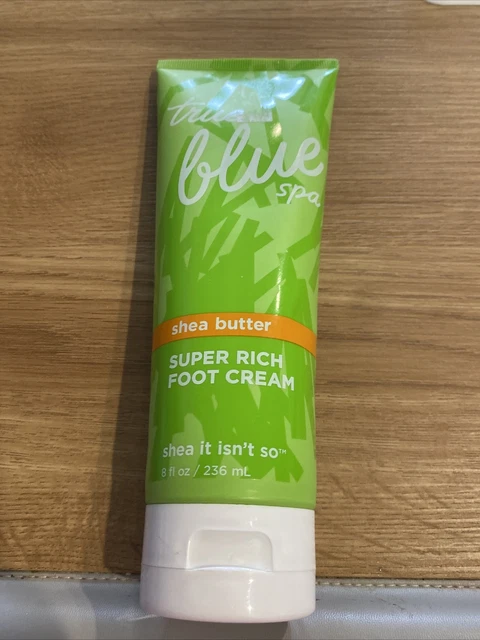 true
blue
spa
shea butter
SUPER RICH
FOOT CREAM
shea it isn't so™
8 fl oz / 236 mL